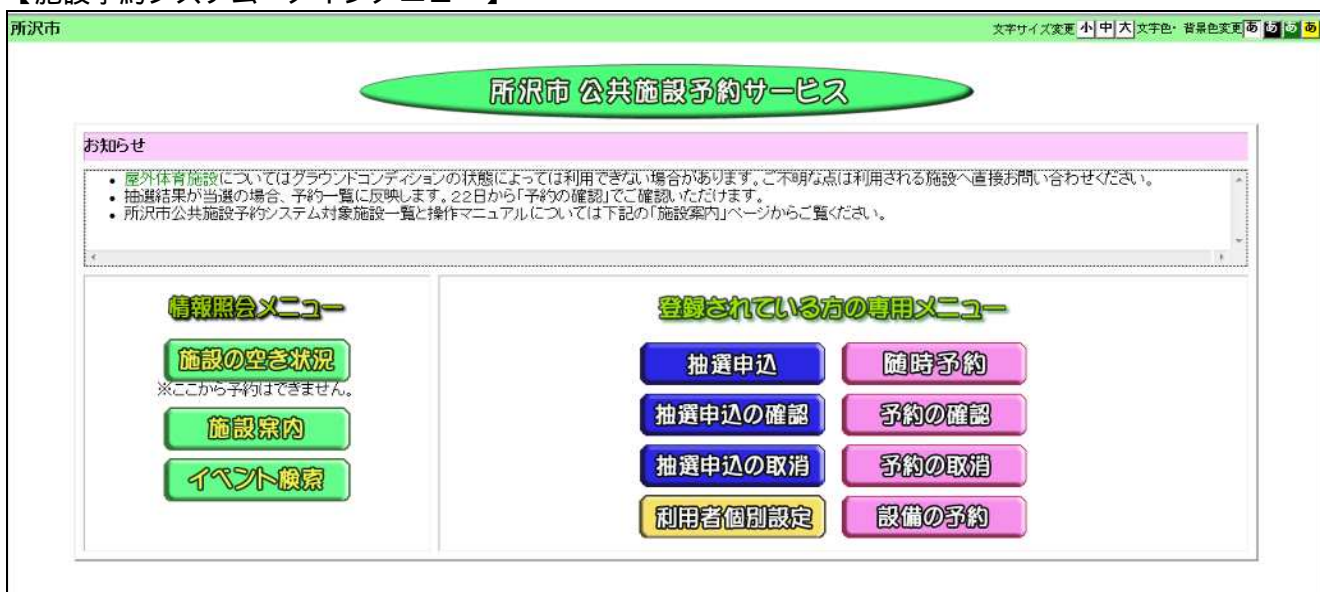 【施設予約システム メインメニュー】
所沢市
文字サイズ変更 小 中 大 文字色・背景色変更 あ あ あ あ
所沢市 公共施設予約サービス
お知らせ
・屋外体育施設についてはグラウンドコンディションの状態によっては利用できない場合があります。ご不明な点は利用される施設へ直接お問い合わせください。
・抽選結果が当選の場合、予約一覧に反映します。22日から「予約の確認」でご確認いただけます。
・所沢市公共施設予約システム対象施設一覧と操作マニュアルについては下記の「施設案内」ページからご覧ください。
情報照会メニュー
施設の空き状況
※ここから予約はできません。
施設案内
イベント検索
登録されている方の専用メニュー
抽選申込 随時予約
抽選申込の確認 予約の確認
抽選申込の取消 予約の取消
利用者個別設定 設備の予約